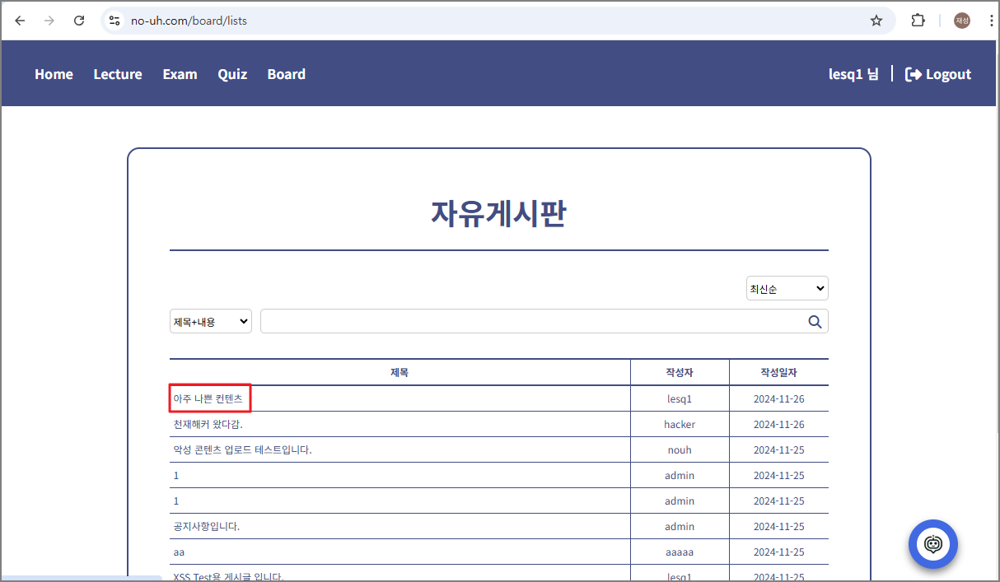 no-uh.com/board/lists
재성
Home Lecture Exam Quiz Board lesq1 님 Logout
자유게시판
최신순
제목+내용
제목 작성자 작성일자
아주 나쁜 컨텐츠 lesq1 2024-11-26
천재해커 왔다감. hacker 2024-11-26
악성 콘텐츠 업로드 테스트입니다. nouh 2024-11-25
1 admin 2024-11-25
1 admin 2024-11-25
공지사항입니다. admin 2024-11-25
aa aaaaa 2024-11-25
XSS Test용 게시글 입니다. lesq1 2024-11-25